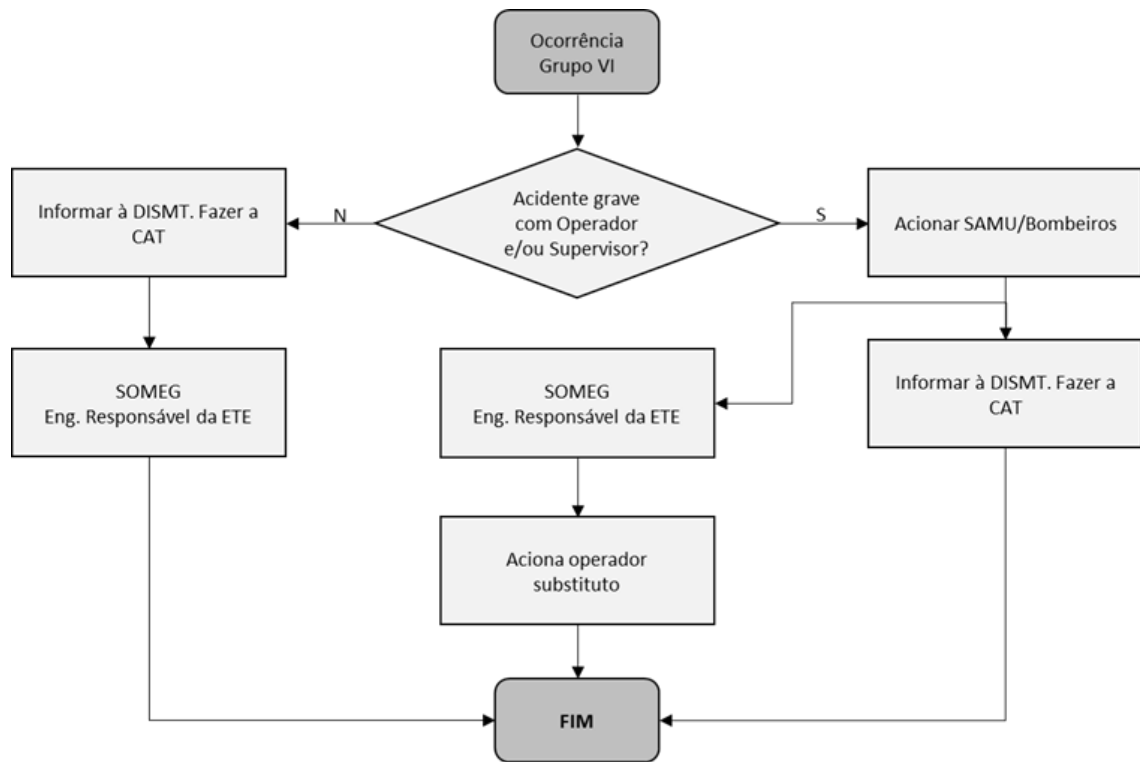 Ocorrência
Grupo VI
Acidente grave
com Operador
e/ou Supervisor?
N
S
Informar à DISMT. Fazer a
CAT
Acionar SAMU/Bombeiros
SOMEG
Eng. Responsável da ETE
SOMEG
Eng. Responsável da ETE
Informar à DISMT. Fazer a
CAT
Aciona operador
substituto
FIM